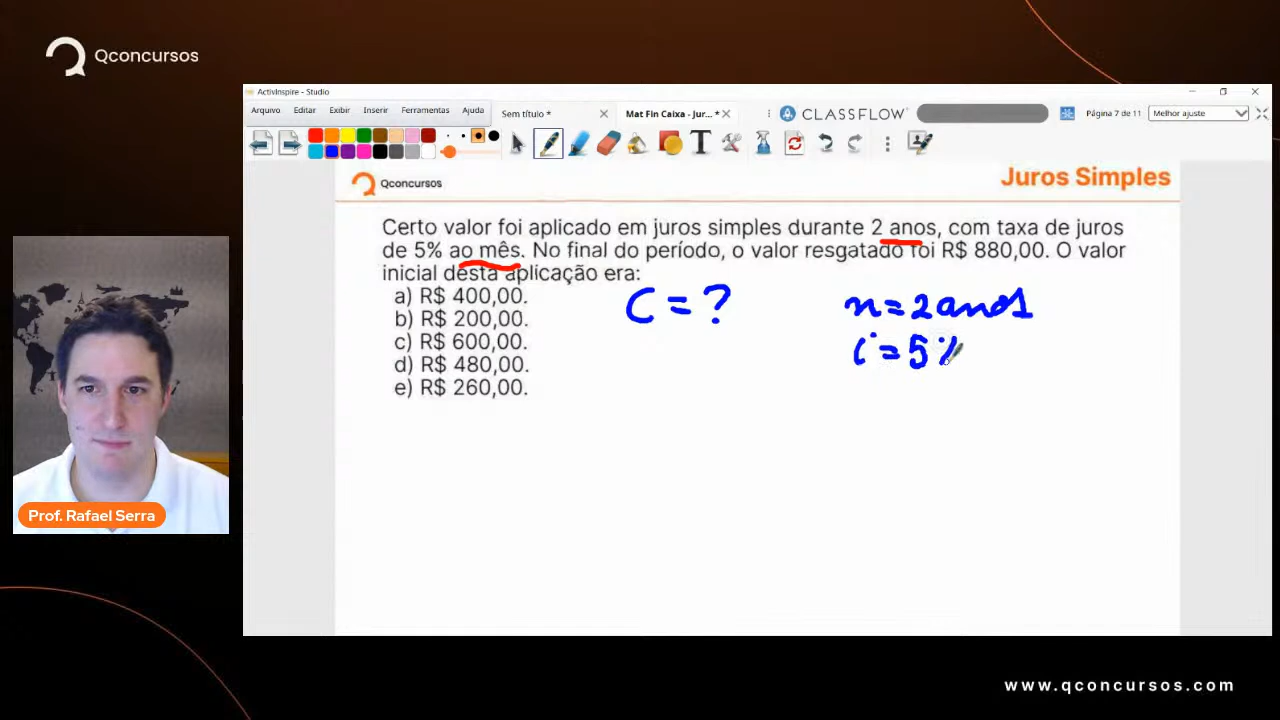 Qconcursos
ActivInspire - Studio
Arquivo Editar Exibir Inserir Ferramentas Ajuda
Sem título *
Mat Fin Caixa - Jur... *
CLASSFLOW
Página 7 de 11
Melhor ajuste
Qconcursos
Juros Simples
Certo valor foi aplicado em juros simples durante 2 anos, com taxa de juros
de 5% ao mês. No final do período, o valor resgatado foi R$ 880,00. O valor
inicial desta aplicação era:
a) R$ 400,00.
b) R$ 200,00.
c) R$ 600,00.
d) R$ 480,00.
e) R$ 260,00.
C = ?
n = 2 anos
i = 5%
Prof. Rafael Serra
www.qconcursos.com